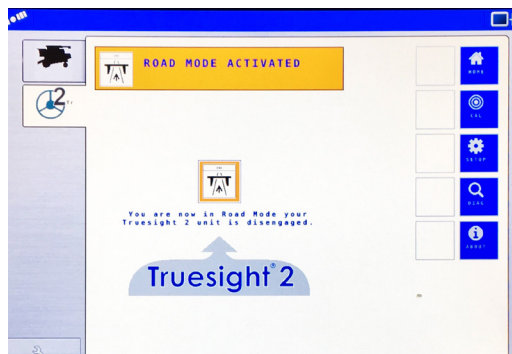 ROAD MODE ACTIVATED
2
HOME
CAL
SETUP
DIAG
ABOUT
You are now in Road Mode your
Truesight 2 unit is disengaged.
Truesight® 2